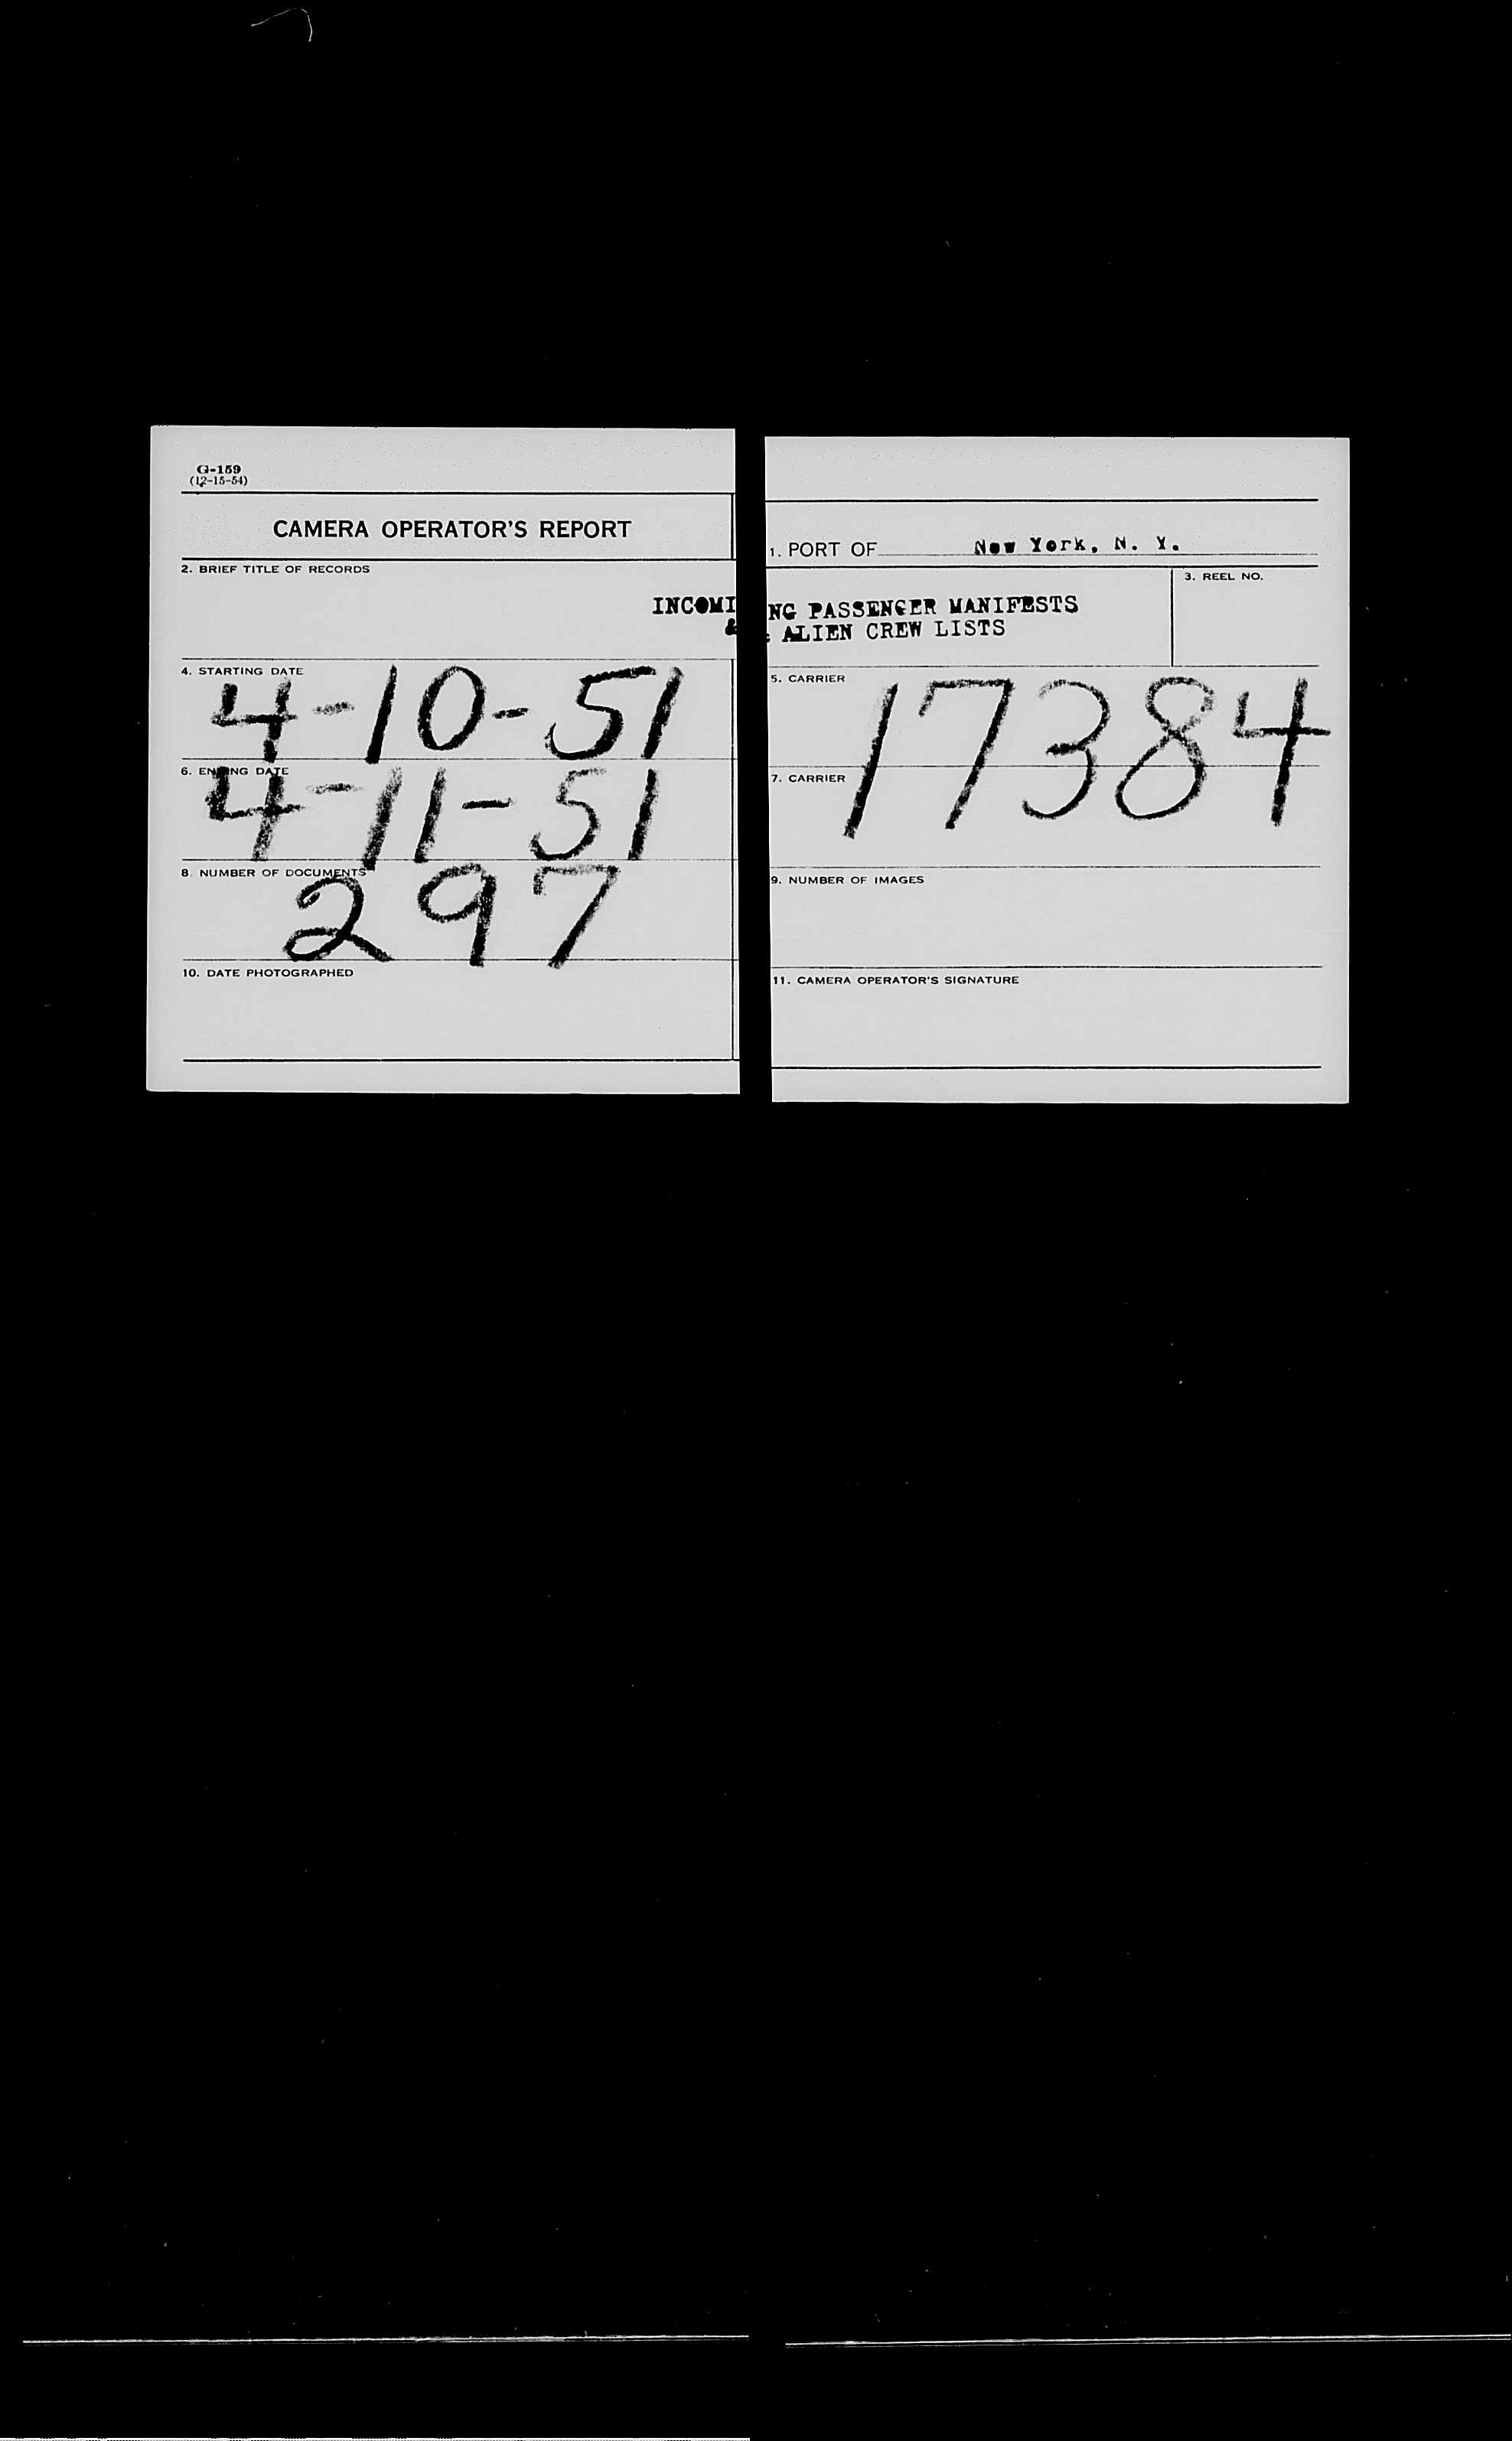 G-159
(12-15-54)
CAMERA OPERATOR'S REPORT
1. PORT OF New York, N. Y.
2. BRIEF TITLE OF RECORDS
3. REEL NO.
INCOMING PASSENGER MANIFESTS
& ALIEN CREW LISTS
4. STARTING DATE
4-10-51
5. CARRIER
17384
6. ENDING DATE
4-11-51
7. CARRIER
8. NUMBER OF DOCUMENTS
297
9. NUMBER OF IMAGES
10. DATE PHOTOGRAPHED
11. CAMERA OPERATOR'S SIGNATURE